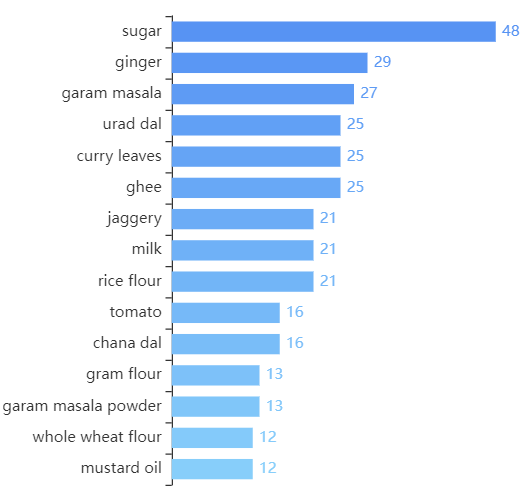 sugar 48
ginger 29
garam masala 27
urad dal 25
curry leaves 25
ghee 25
jaggery 21
milk 21
rice flour 21
tomato 16
chana dal 16
gram flour 13
garam masala powder 13
whole wheat flour 12
mustard oil 12